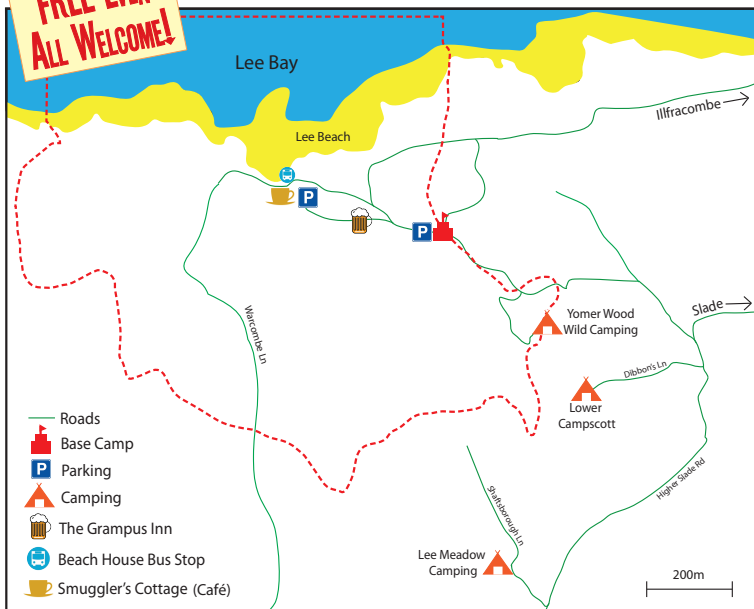 FREE EVEN
ALL WELCOME!
Lee Bay
Illfracombe
Lee Beach
P
P
Slade
Yomer Wood
Wild Camping
Warcombe Ln
Dibbon's Ln
Lower
Campscott
Roads
Base Camp
P Parking
Camping
Higher Slade Rd
Shaftsborough Ln
The Grampus Inn
Lee Meadow
Camping
Beach House Bus Stop
200m
Smuggler's Cottage (Café)